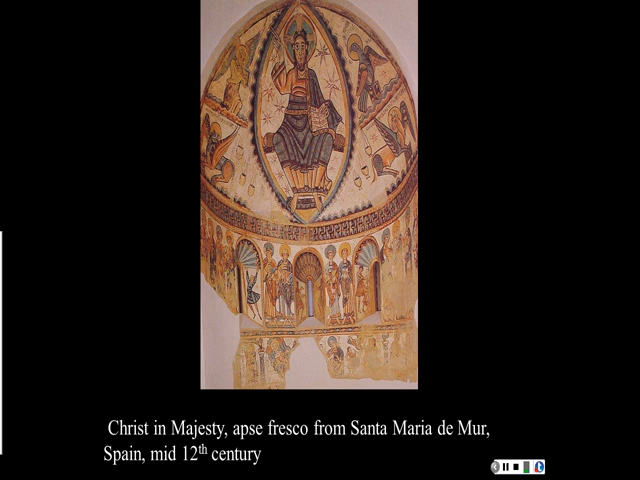 Christ in Majesty, apse fresco from Santa Maria de Mur,
Spain, mid 12th century